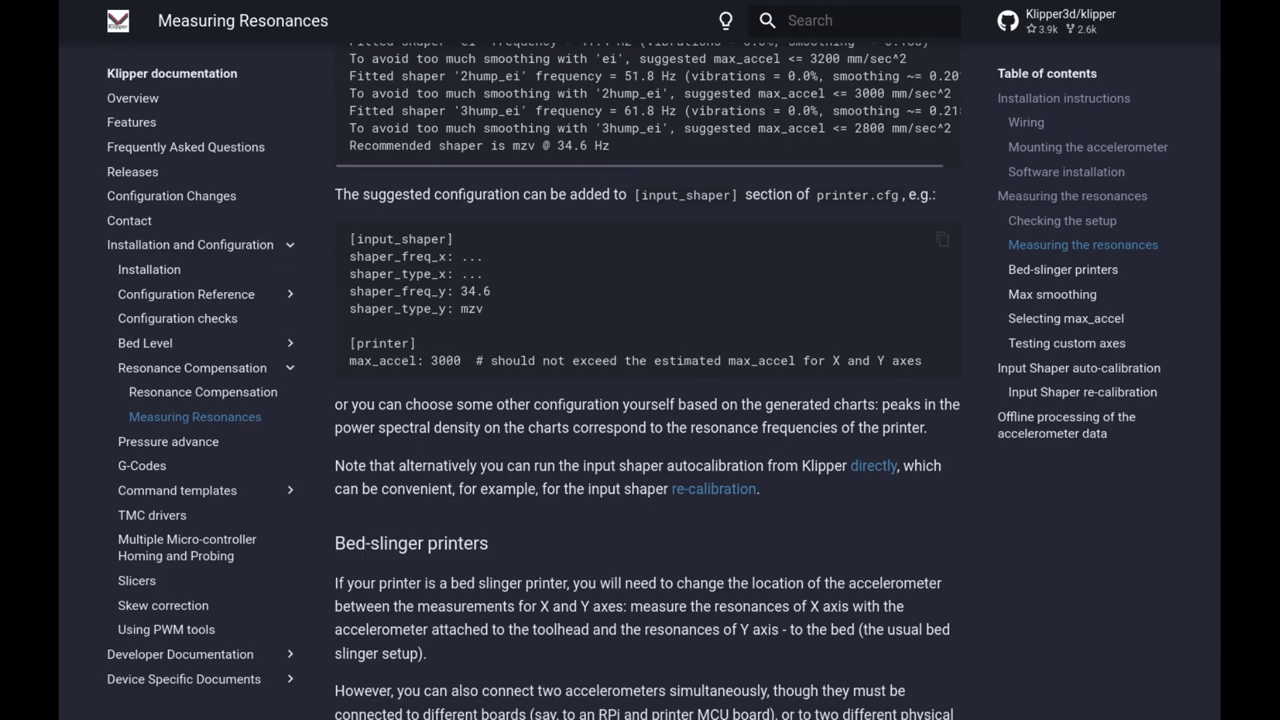 Measuring Resonances
Search
Klipper3d/klipper
3.9k 2.6k
Klipper documentation
Overview
Features
Frequently Asked Questions
Releases
Configuration Changes
Contact
Installation and Configuration
Installation
Configuration Reference
Configuration checks
Bed Level
Resonance Compensation
Resonance Compensation
Measuring Resonances
Pressure advance
G-Codes
Command templates
TMC drivers
Multiple Micro-controller
Homing and Probing
Slicers
Skew correction
Using PWM tools
Developer Documentation
Device Specific Documents
To avoid too much smoothing with 'ei', suggested max_accel <= 3200 mm/sec^2
Fitted shaper '2hump_ei' frequency = 51.8 Hz (vibrations = 0.0%, smoothing ~= 0.20
To avoid too much smoothing with '2hump_ei', suggested max_accel <= 3000 mm/sec^2
Fitted shaper '3hump_ei' frequency = 61.8 Hz (vibrations = 0.0%, smoothing ~= 0.21
To avoid too much smoothing with '3hump_ei', suggested max_accel <= 2800 mm/sec^2
Recommended shaper is mzv @ 34.6 Hz
The suggested configuration can be added to [input_shaper] section of printer.cfg, e.g.:
[input_shaper]
shaper_freq_x: ...
shaper_type_x: ...
shaper_freq_y: 34.6
shaper_type_y: mzv
[printer]
max_accel: 3000 # should not exceed the estimated max_accel for X and Y axes
or you can choose some other configuration yourself based on the generated charts: peaks in the
power spectral density on the charts correspond to the resonance frequencies of the printer.
Note that alternatively you can run the input shaper autocalibration from Klipper directly, which
can be convenient, for example, for the input shaper re-calibration.
Bed-slinger printers
If your printer is a bed slinger printer, you will need to change the location of the accelerometer
between the measurements for X and Y axes: measure the resonances of X axis with the
accelerometer attached to the toolhead and the resonances of Y axis - to the bed (the usual bed
slinger setup).
However, you can also connect two accelerometers simultaneously, though they must be
connected to different boards (say, to an RPi and printer MCU board), or to two different physical
Table of contents
Installation instructions
Wiring
Mounting the accelerometer
Software installation
Measuring the resonances
Checking the setup
Measuring the resonances
Bed-slinger printers
Max smoothing
Selecting max_accel
Testing custom axes
Input Shaper auto-calibration
Input Shaper re-calibration
Offline processing of the
accelerometer data